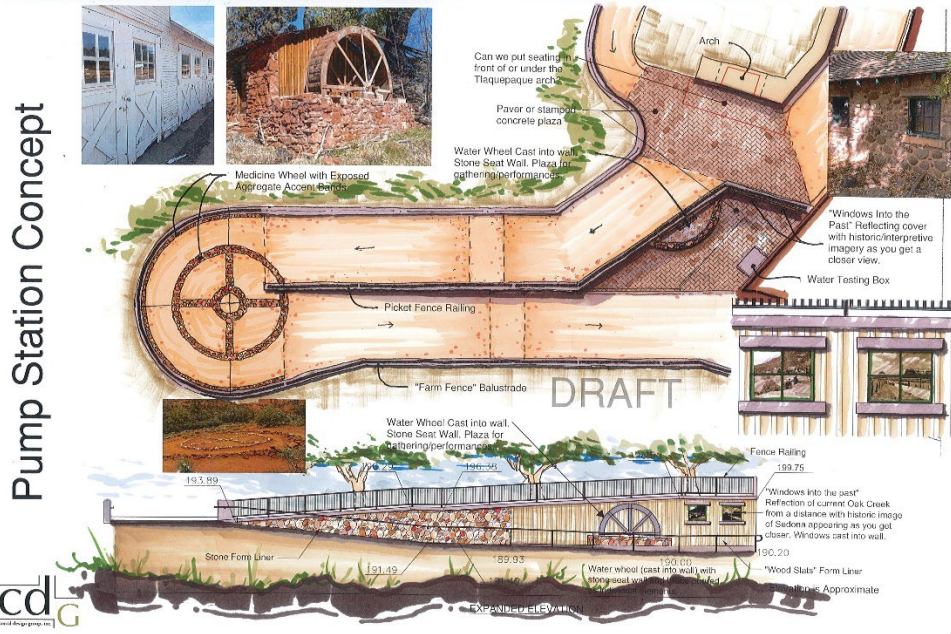 Pump Station Concept
Can we put seating in
front of or under the
Tlaquepaque arch?
Arch
Paver or stamped
concrete plaza
Water Wheel Cast into wall,
Stone Seat Wall, Plaza for
gathering/performances
Medicine Wheel with Exposed
Aggregate Accent Bands
"Windows Into the
Past" Reflecting cover
with historic/interpretive
imagery as you get a
closer view.
Water Testing Box
Picket Fence Railing
"Farm Fence" Balustrade
DRAFT
Water Wheel Cast into wall,
Stone Seat Wall, Plaza for
gathering/performances
Fence Railing
199.75
196.38
193.89
"Windows into the past"
Reflection of current Oak Creek
from a distance with historic image
of Sedona appearing as you get
closer. Windows cast into wall.
190.20
Stone Form Liner
191.49
189.93
190.00
Water wheel (cast into wall) with
stone seat wall
"Wood Slats" Form Liner
elevation is Approximate
EXPANDED ELEVATION
cd
G